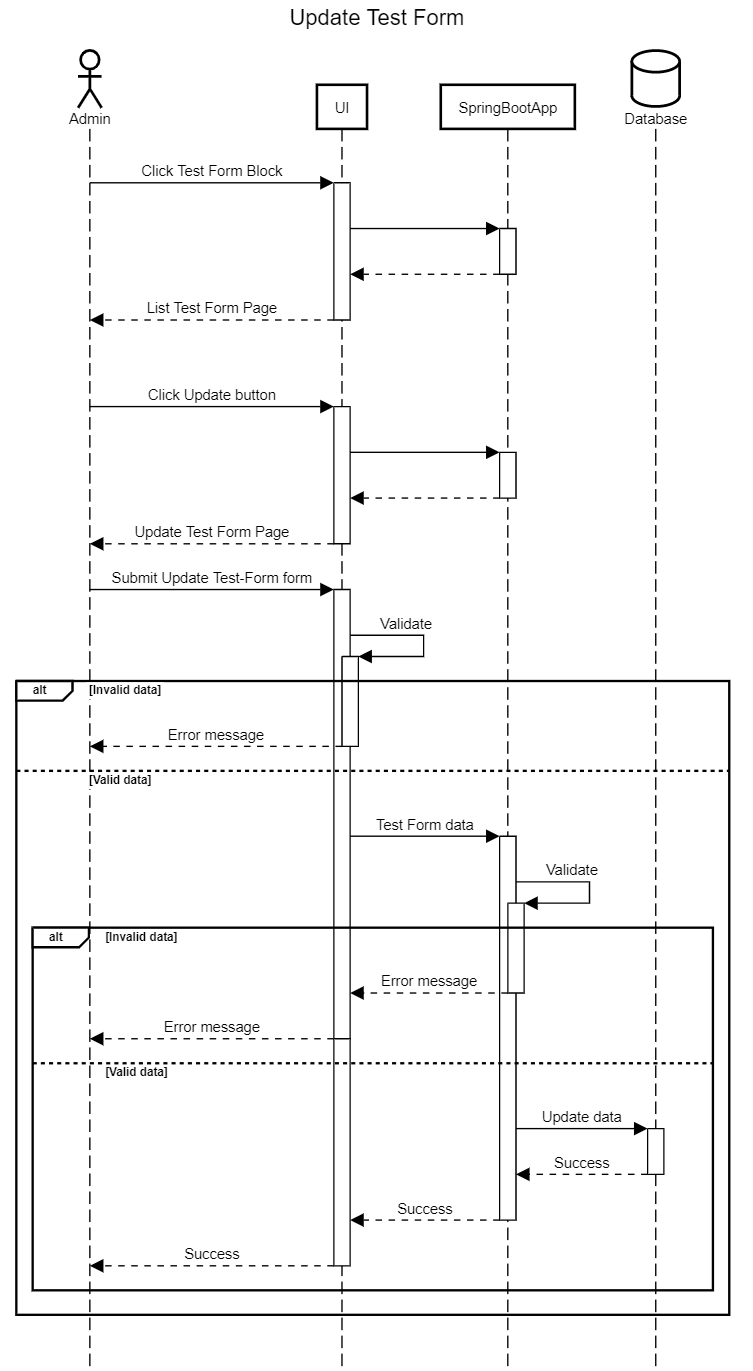 Update Test Form
Admin
UI
SpringBootApp
Database
Click Test Form Block
List Test Form Page
Click Update button
Update Test Form Page
Submit Update Test-Form form
Validate
alt
[Invalid data]
Error message
[Valid data]
Test Form data
Validate
alt
[Invalid data]
Error message
Error message
[Valid data]
Update data
Success
Success
Success